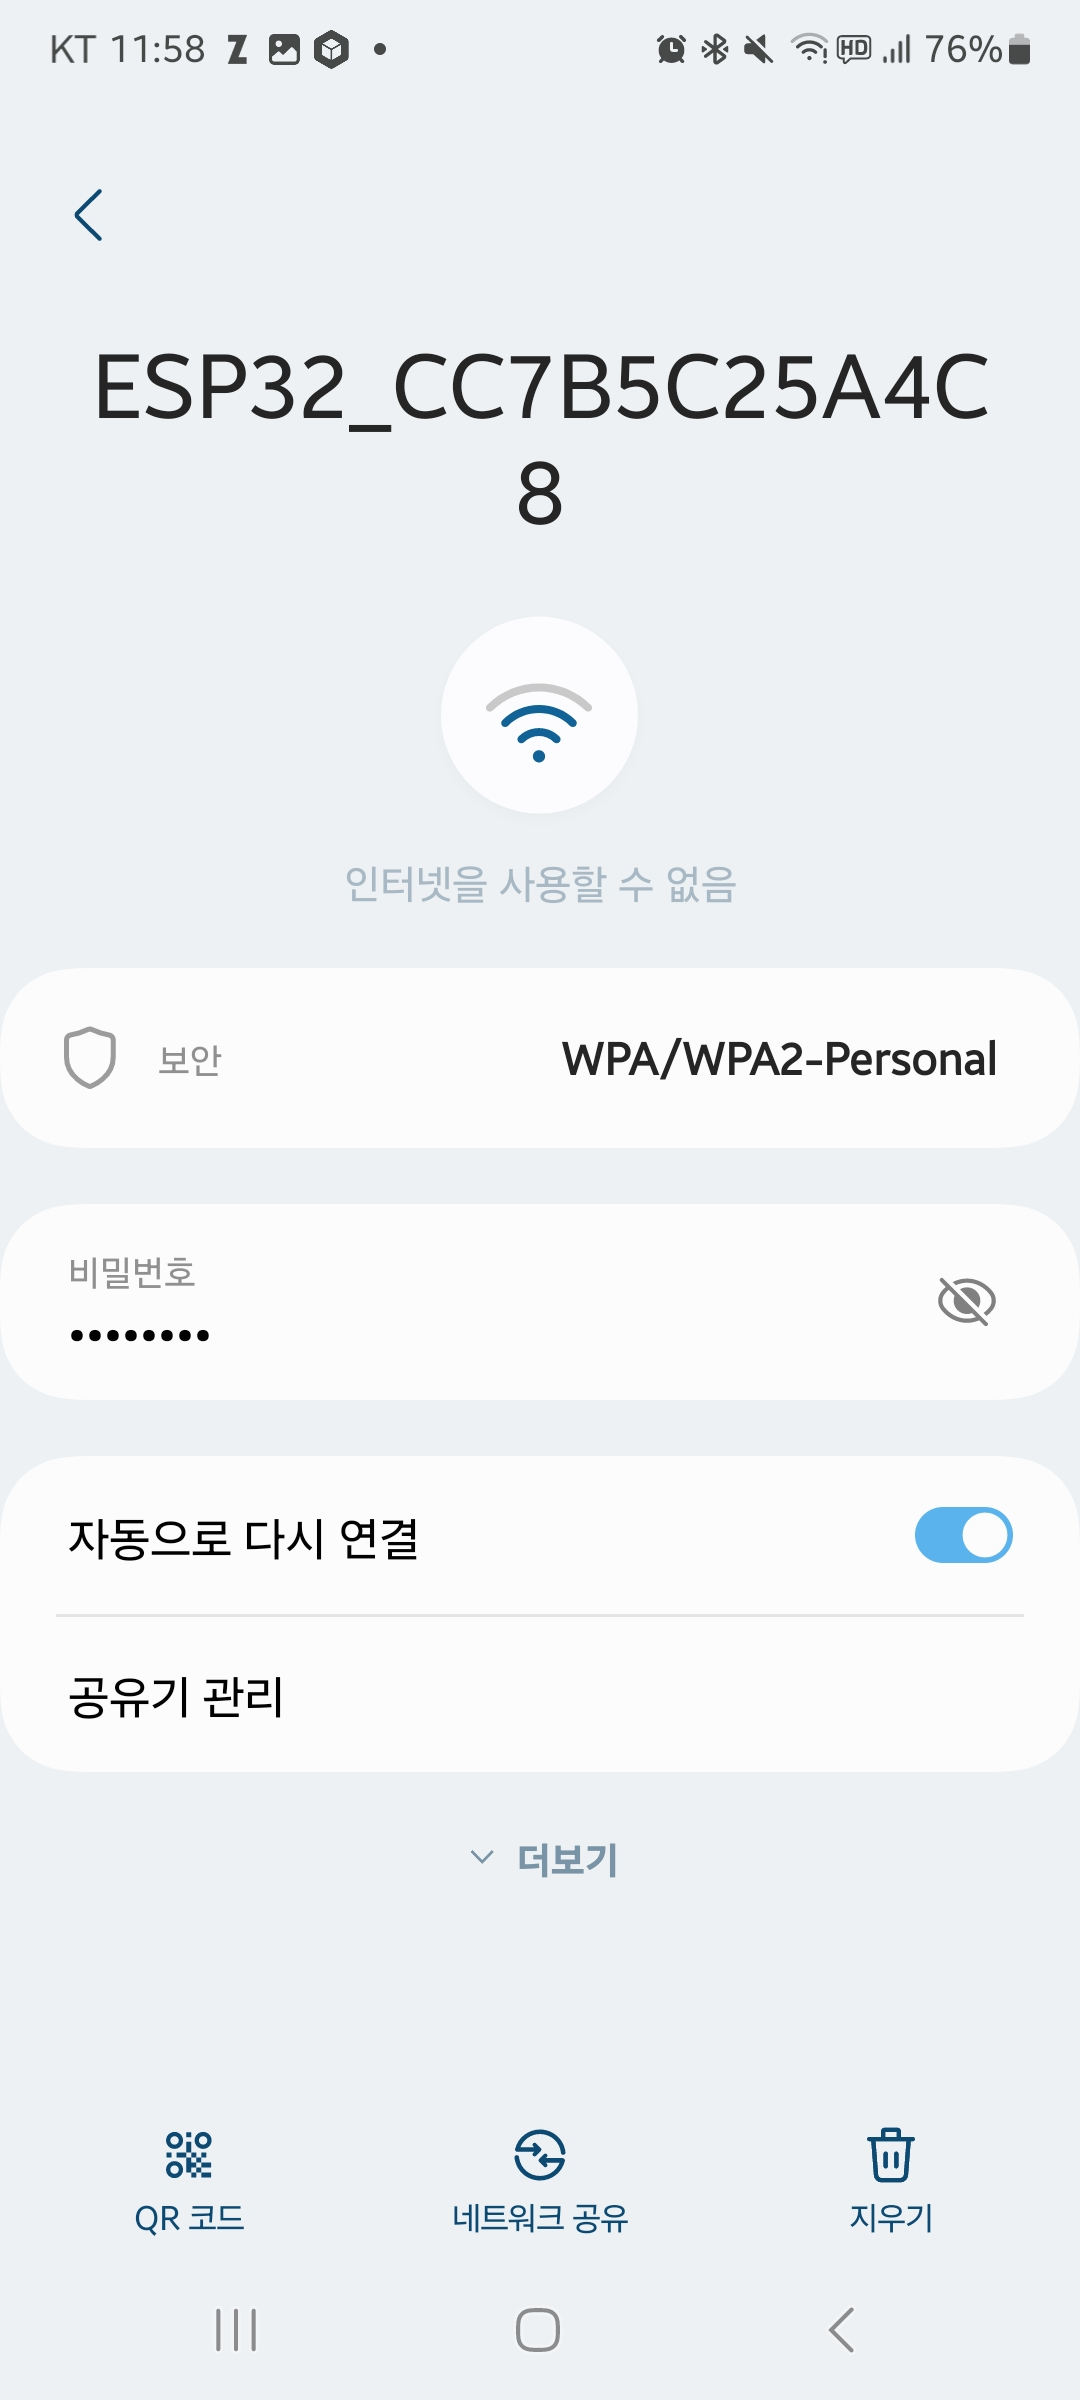 KT 11:58 Z 76%
ESP32_CC7B5C25A4C
8
인터넷을 사용할 수 없음
보안 WPA/WPA2-Personal
비밀번호
••••••••
자동으로 다시 연결
공유기 관리
더보기
QR 코드 네트워크 공유 지우기